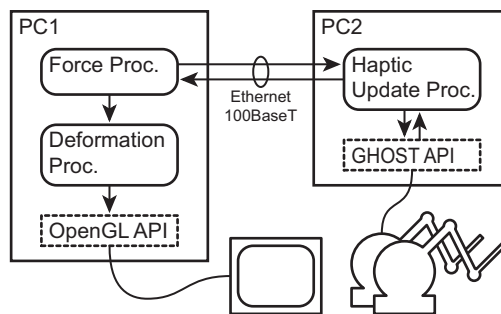 PC1
Force Proc.
Deformation
Proc.
OpenGL API
Ethernet
100BaseT
PC2
Haptic
Update Proc.
GHOST API